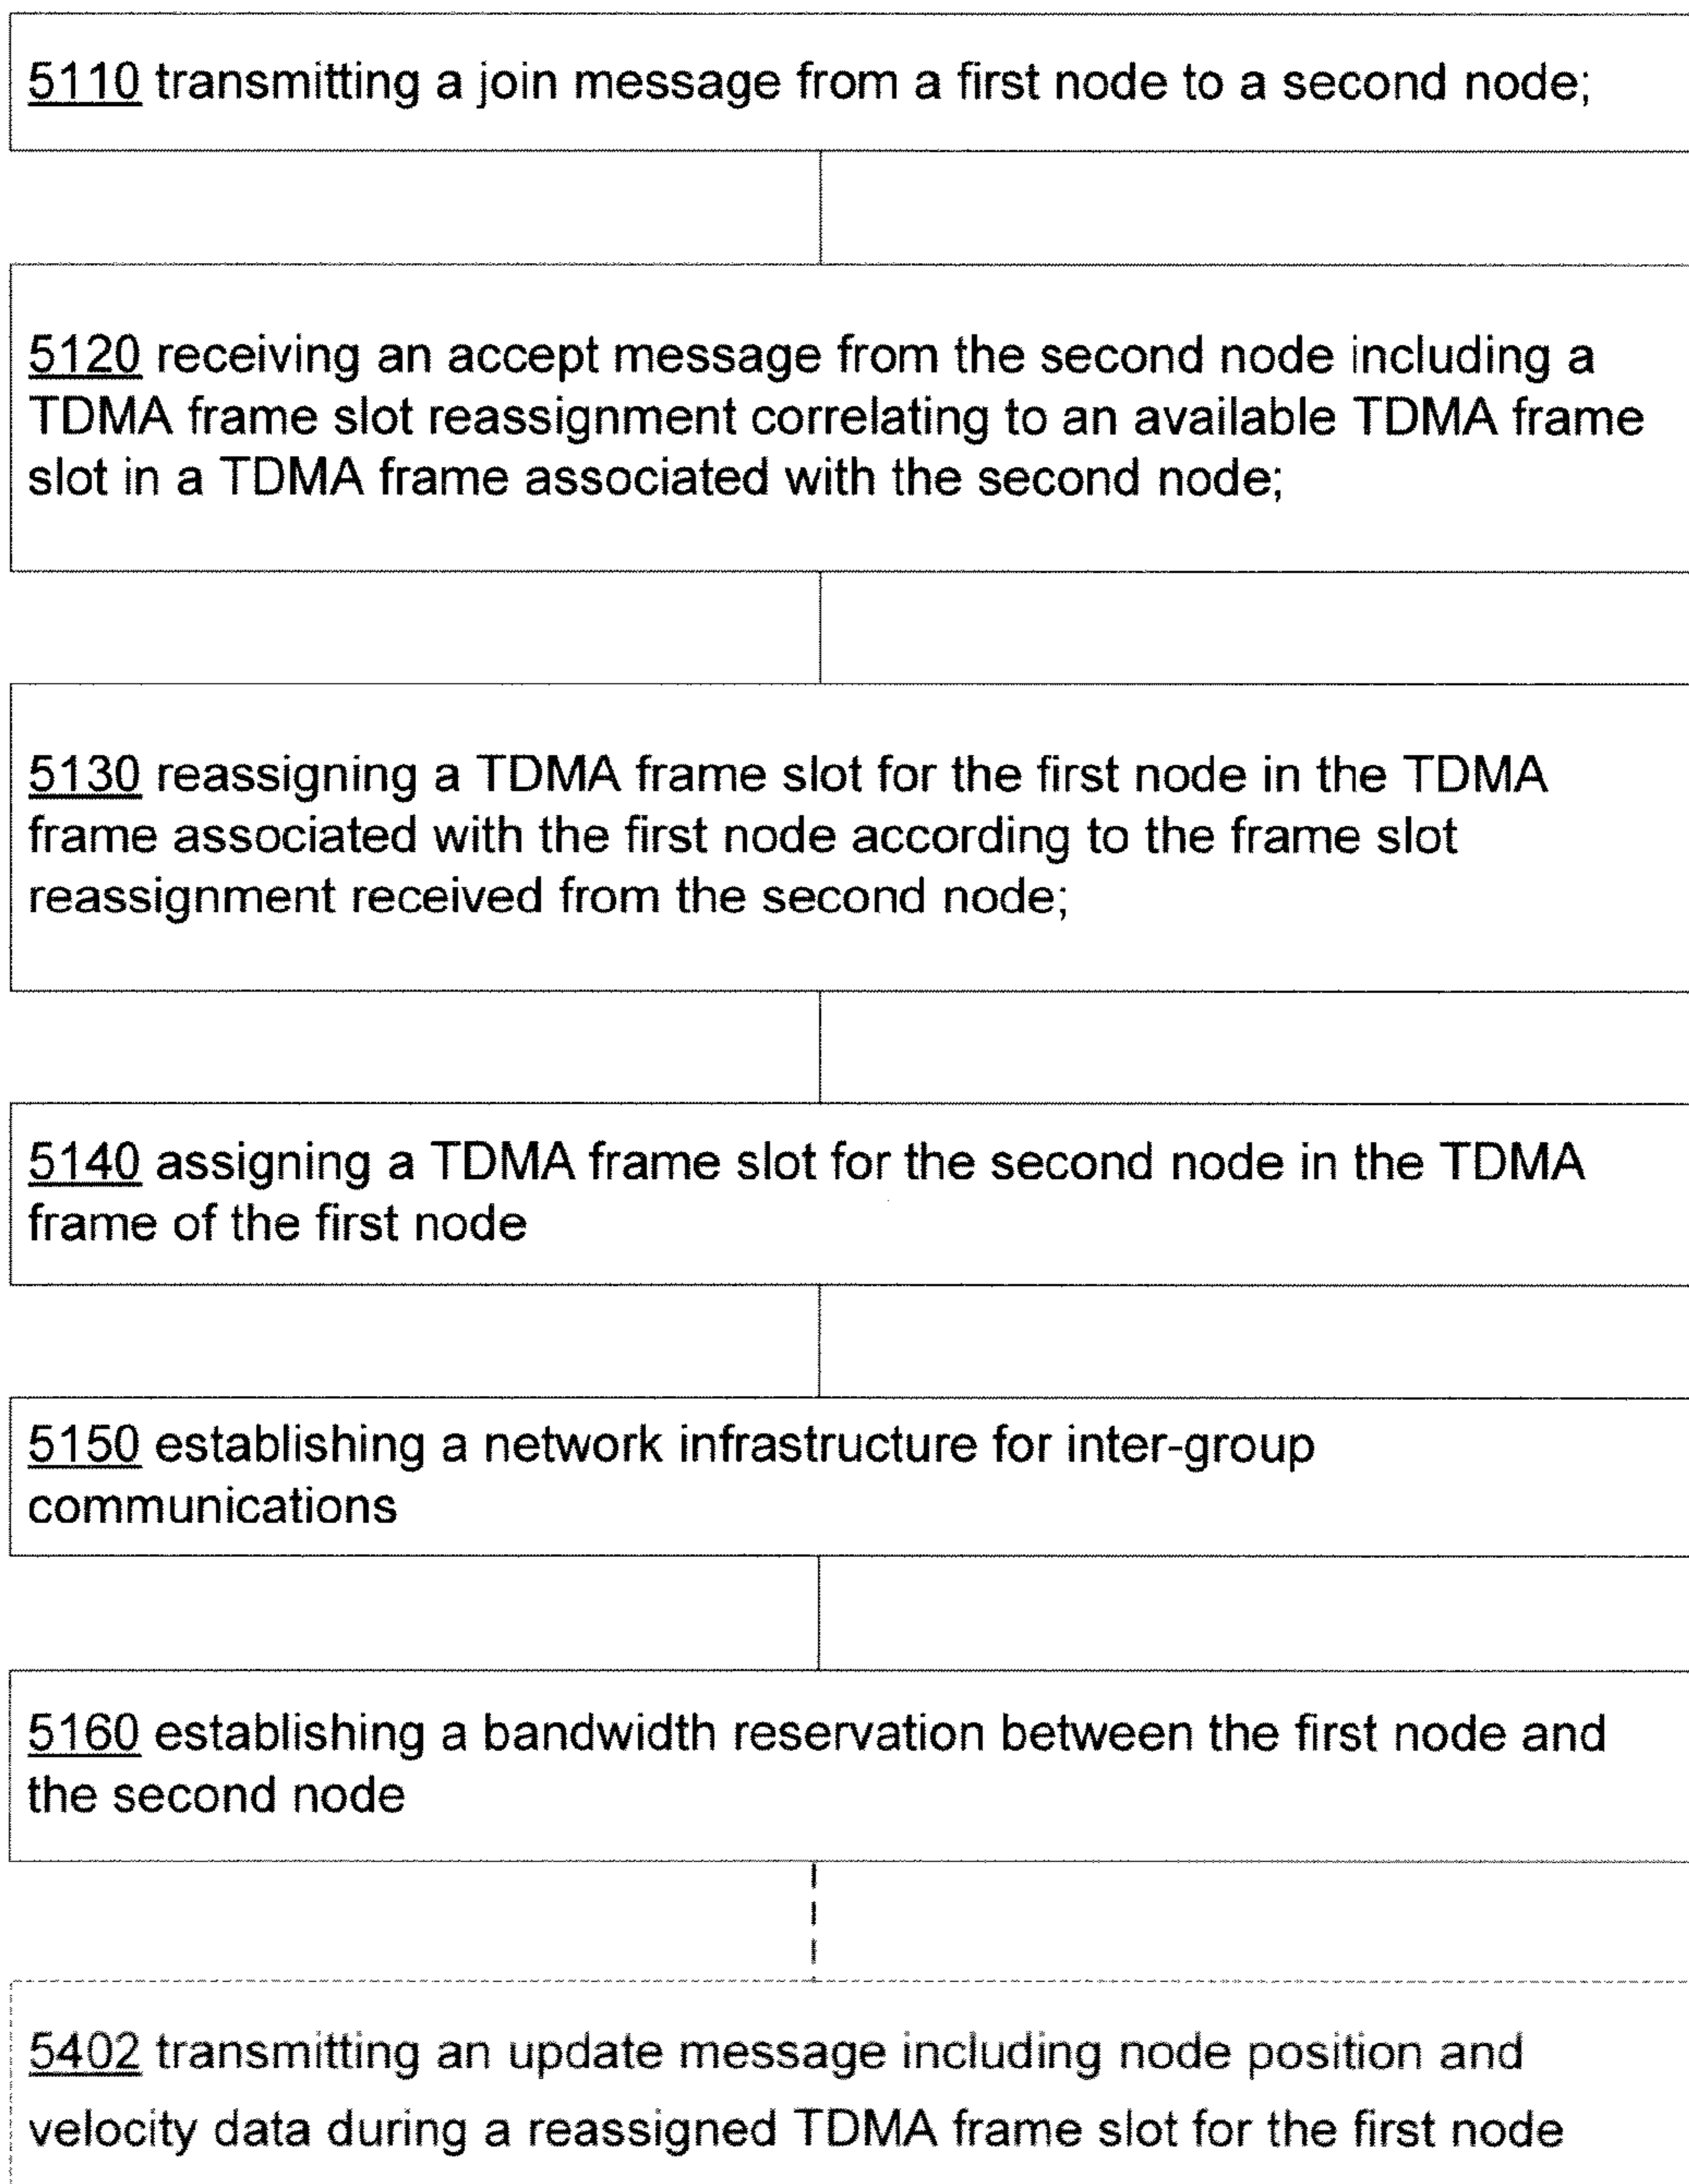 5110 transmitting a join message from a first node to a second node;
5120 receiving an accept message from the second node including a
TDMA frame slot reassignment correlating to an available TDMA frame
slot in a TDMA frame associated with the second node;
5130 reassigning a TDMA frame slot for the first node in the TDMA
frame associated with the first node according to the frame slot
reassignment received from the second node;
5140 assigning a TDMA frame slot for the second node in the TDMA
frame of the first node
5150 establishing a network infrastructure for inter-group
communications
5160 establishing a bandwidth reservation between the first node and
the second node
5402 transmitting an update message including node position and
velocity data during a reassigned TDMA frame slot for the first node